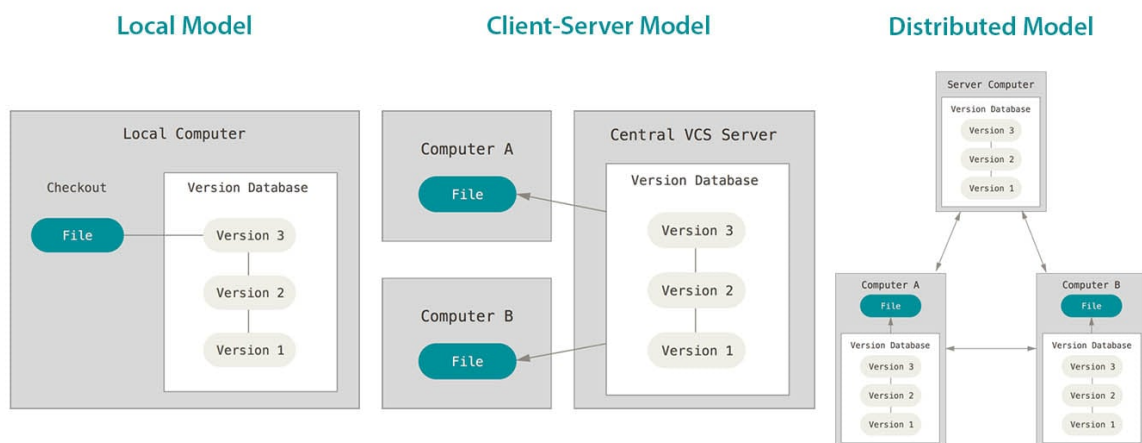 Local Model
Local Computer
Checkout
File
Version Database
Version 3
Version 2
Version 1
Client-Server Model
Computer A
File
Computer B
File
Central VCS Server
Version Database
Version 3
Version 2
Version 1
Distributed Model
Server Computer
Version Database
Version 3
Version 2
Version 1
Computer A
File
Version Database
Version 3
Version 2
Version 1
Computer B
File
Version Database
Version 3
Version 2
Version 1